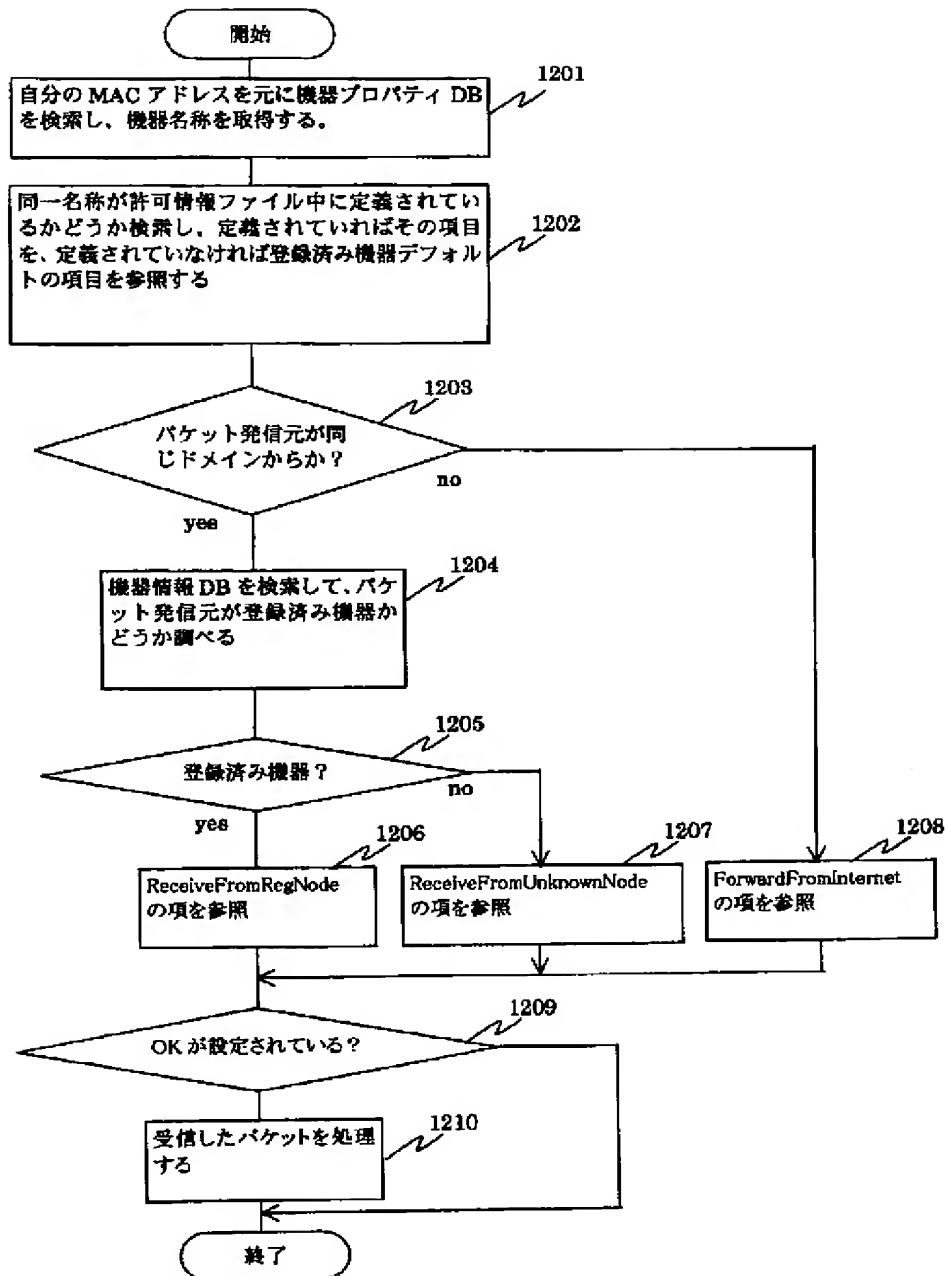 開始
1201
自分の MAC アドレスを元に機器プロパティ DB
を検索し、機器名称を取得する。
1202
同一名称が許可情報ファイル中に定義されてい
るかどうか検索し、定義されていればその項目
を、定義されていなければ登録済み機器デフォル
トの項目を参照する
1203
パケット発信元が同
じドメインからか？
no
yes
1204
機器情報 DB を検索して、パケ
ット発信元が登録済み機器か
どうか調べる
1205
登録済み機器？
no
yes
1206
ReceiveFromRegNode
の項を参照
1207
ReceiveFromUnknownNode
の項を参照
1208
ForwardFromInternet
の項を参照
1209
OK が設定されている？
1210
受信したパケットを処理
する
終了